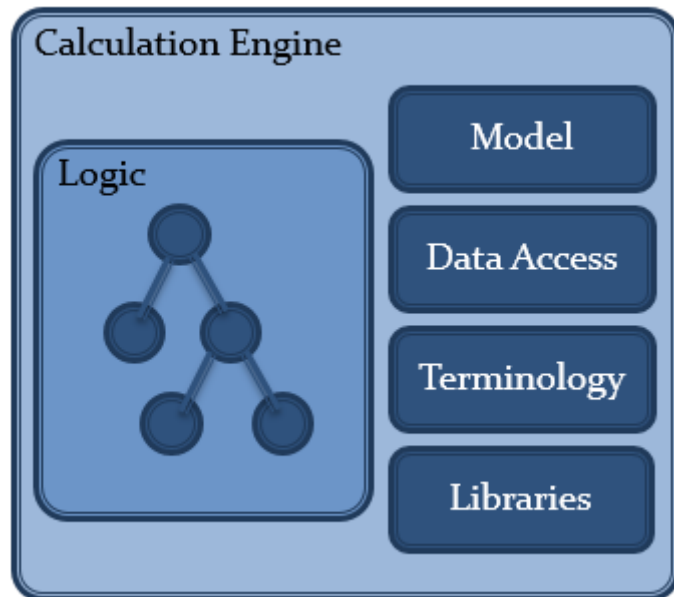 Calculation Engine
Logic
Model
Data Access
Terminology
Libraries